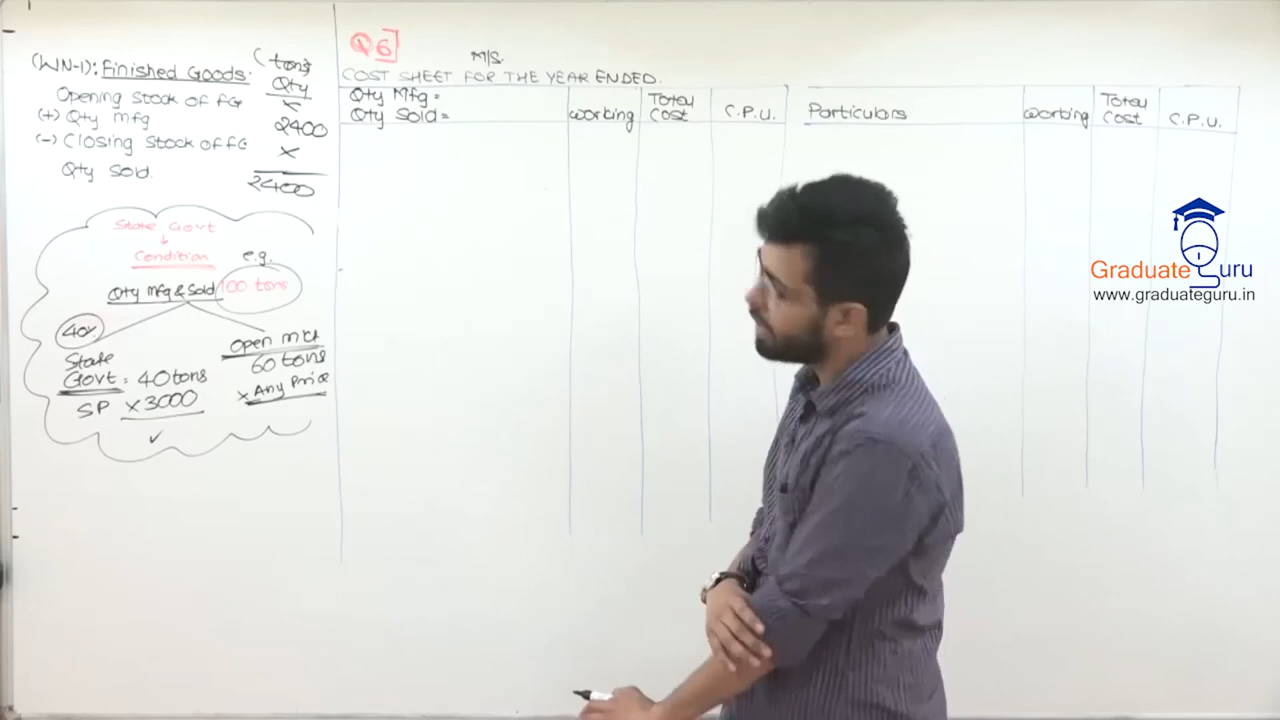 (WN-1): Finished Goods. (tons)
Qty
Opening Stock of FG x
(+) Qty mfg 2400
(-) Closing Stock of FG x
Qty Sold. 2400
State Govt
↓
Condition e.g.
Qty Mfg & Sold 100 tons
40%
State
Govt = 40 tons
SP × 3000
✓
Open mkt
60 tons
× Any Price
Q 6]
M/S.
COST SHEET FOR THE YEAR ENDED.
Qty Mfg =
Qty Sold =
Working Total Cost C.P.U.
Particulars Working Total Cost C.P.U.
Graduate Guru
www.graduateguru.in